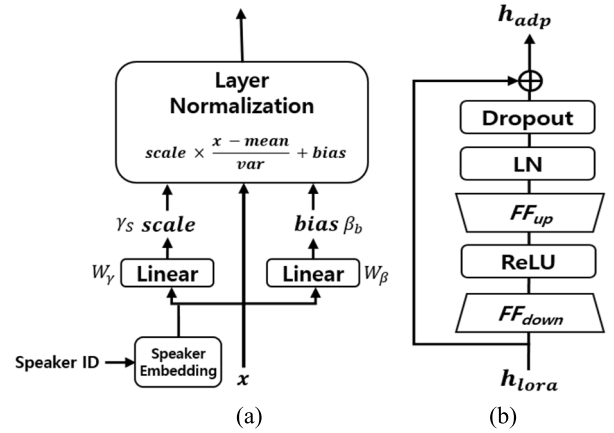 Layer
Normalization
scale × x − mean / var + bias
γ_S scale
bias β_b
W_γ Linear
Linear W_β
Speaker ID
Speaker
Embedding
x
(a)
h_adp
Dropout
LN
FF_up
ReLU
FF_down
h_lora
(b)